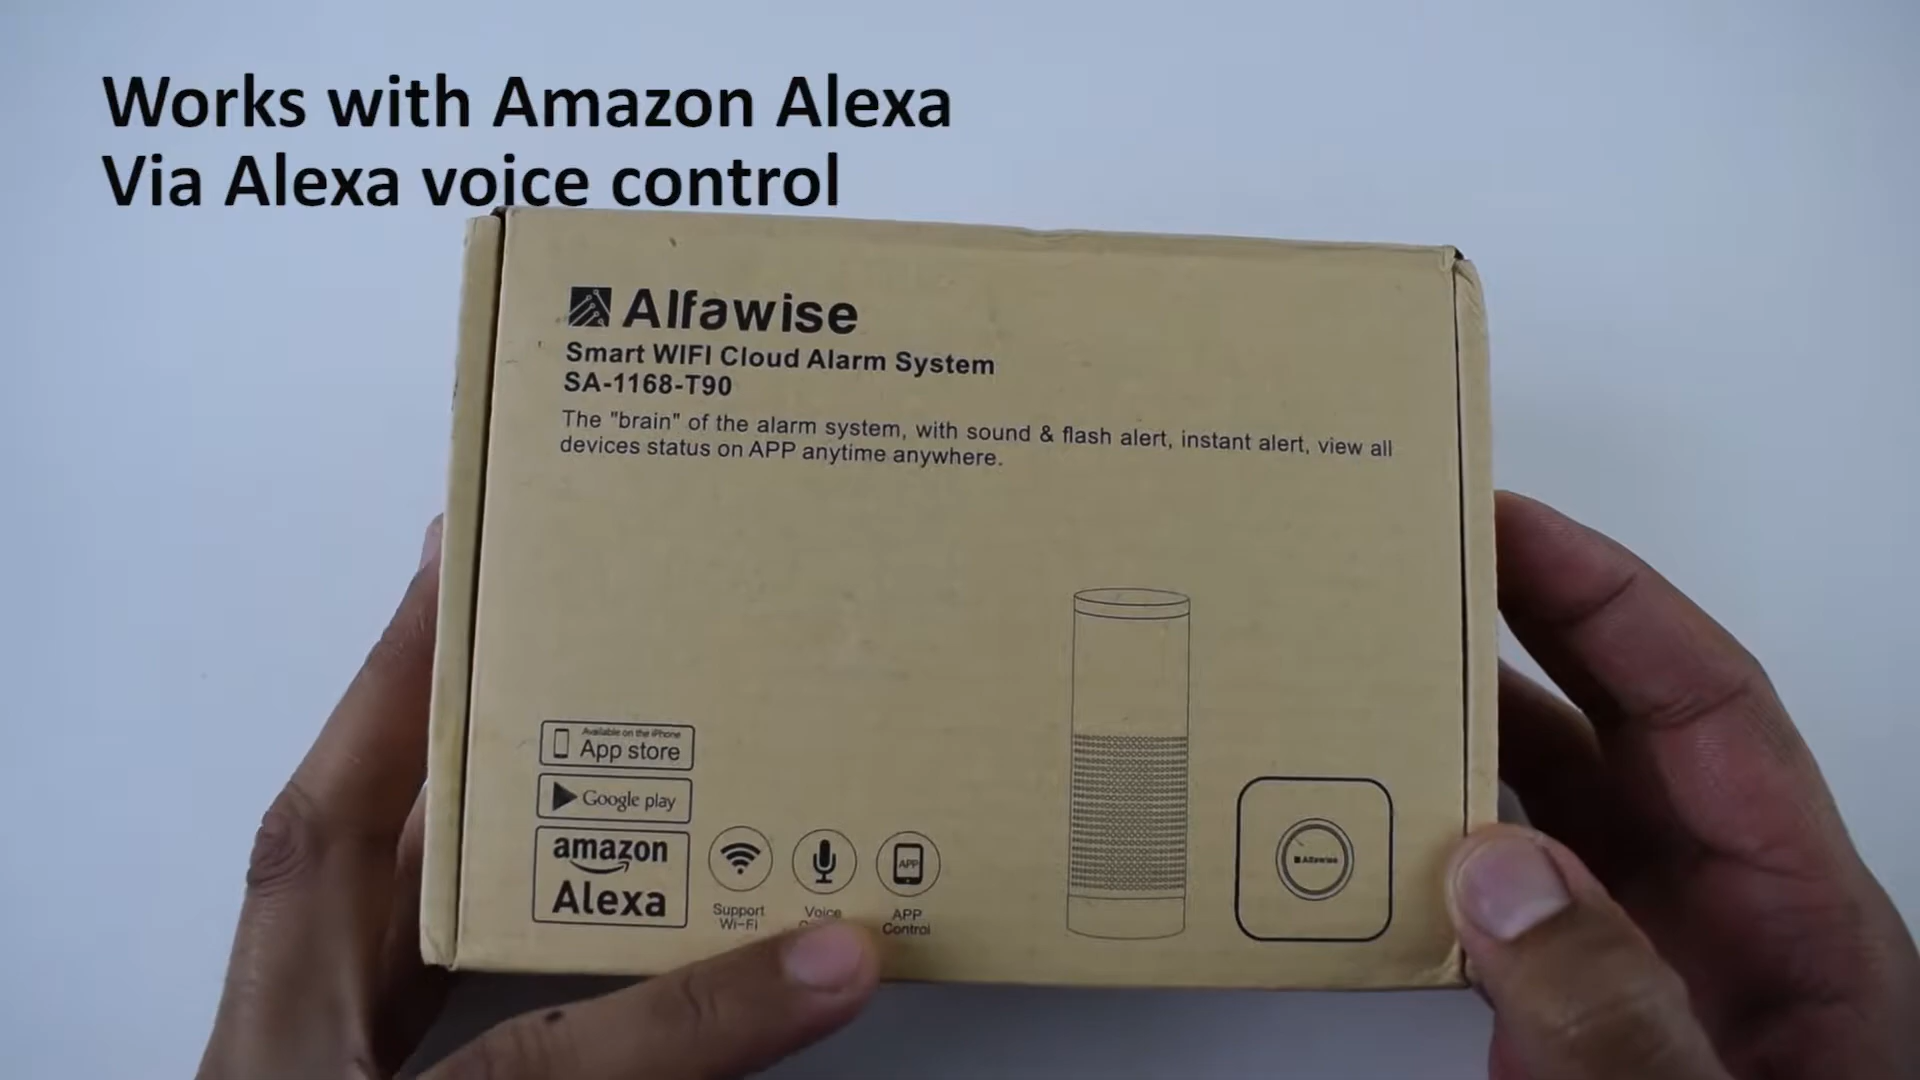 Works with Amazon Alexa
Via Alexa voice control
Alfawise
Smart WIFI Cloud Alarm System
SA-1168-T90
The "brain" of the alarm system, with sound & flash alert, instant alert, view all
devices status on APP anytime anywhere.
Available on the iPhone
App store
Google play
amazon
Alexa
Support
Wi-Fi
Voice
APP
APP
Control
Alfawise